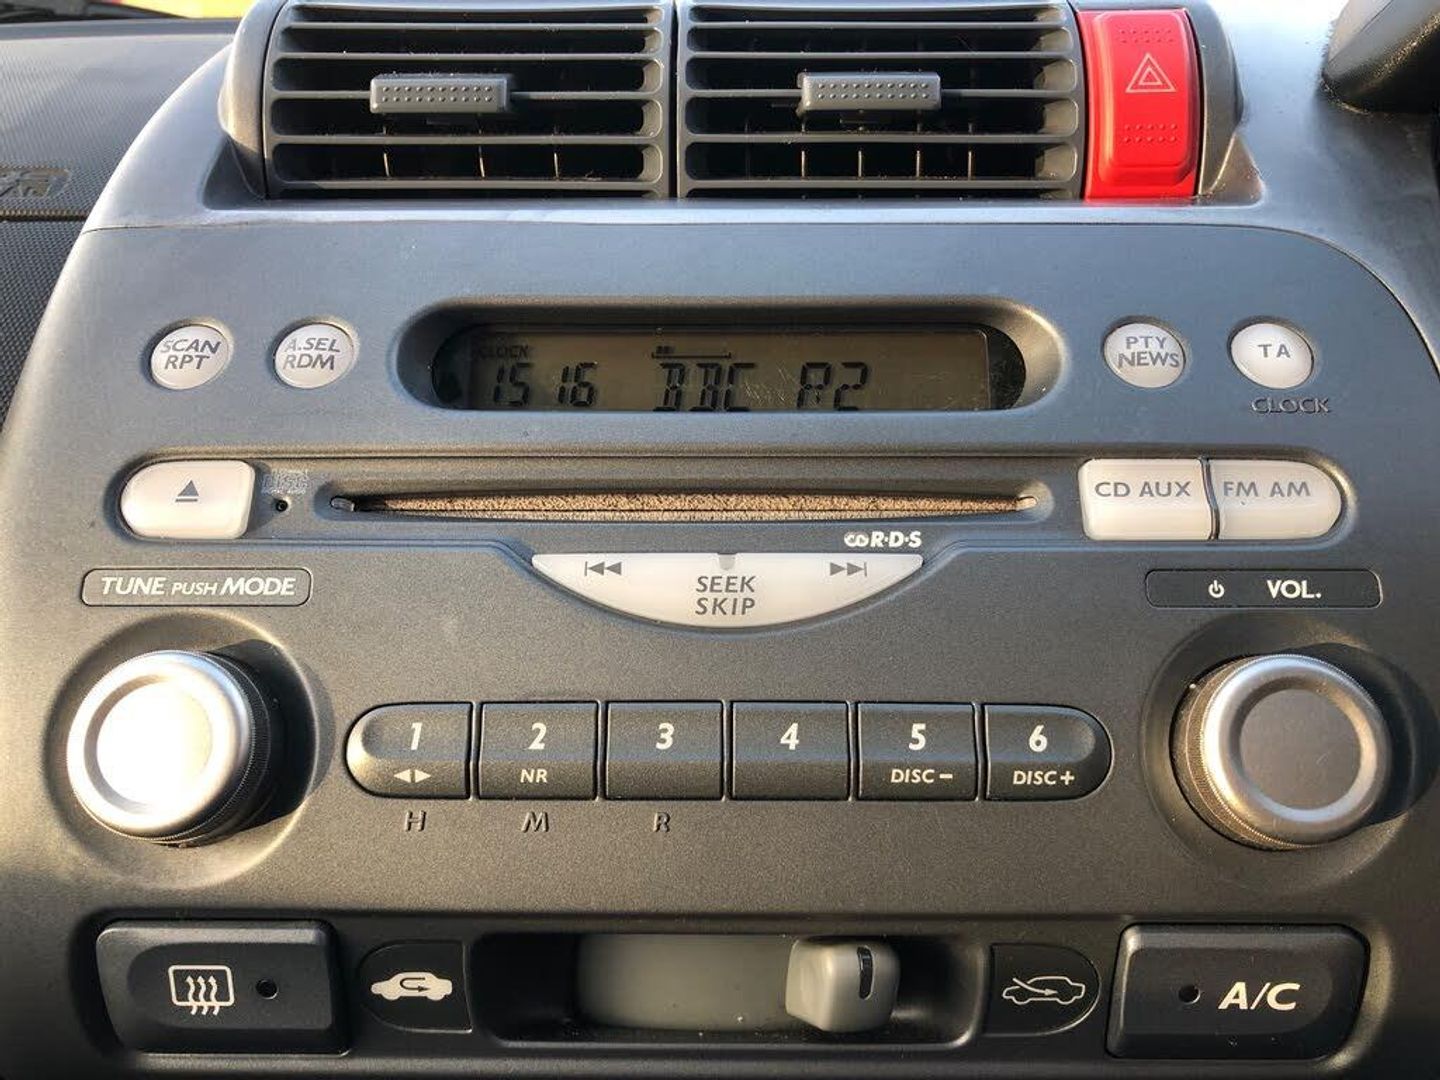 SCAN
RPT
A.SEL
RDM
CLOCK
15 16 BBC R2
PTY
NEWS
TA
CLOCK
CD AUX
FM AM
R·D·S
TUNE PUSH MODE
SEEK
SKIP
VOL.
1 2 3 4 5 6
NR DISC- DISC+
H M R
A/C